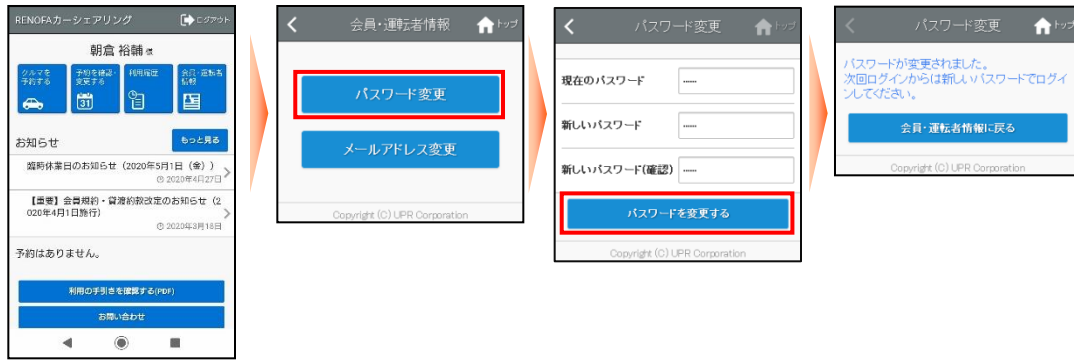 RENOFAカーシェアリング
ログアウト
朝倉 裕輔 様
クルマを
予約する
予約を確認・
変更する
利用履歴
会員・運転者
情報
31
お知らせ
もっと見る
臨時休業日のお知らせ（2020年5月1日（金））
2020年4月27日
【重要】会員規約・貸渡約款改定のお知らせ（2
020年4月1日施行）
2020年3月18日
予約はありません。
利用の手引きを確認する(PDF)
お問い合わせ
会員・運転者情報
トップ
パスワード変更
メールアドレス変更
Copyright (C) UPR Corporation
パスワード変更
トップ
現在のパスワード
新しいパスワード
新しいパスワード(確認)
パスワードを変更する
Copyright (C) UPR Corporation
パスワード変更
トップ
パスワードが変更されました。
次回ログインからは新しいパスワードでログイ
ンしてください。
会員・運転者情報に戻る
Copyright (C) UPR Corporation